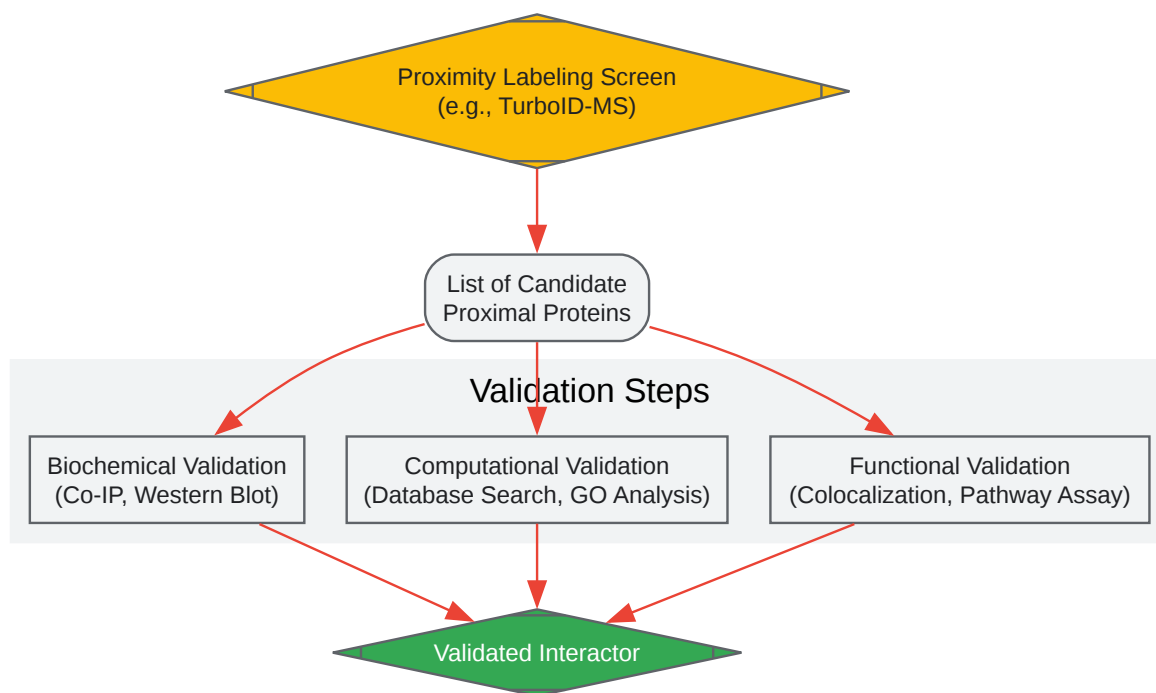 Proximity Labeling Screen
(e.g., TurboID-MS)
List of Candidate
Proximal Proteins
Validation Steps
Biochemical Validation
(Co-IP, Western Blot)
Computational Validation
(Database Search, GO Analysis)
Functional Validation
(Colocalization, Pathway Assay)
Validated Interactor